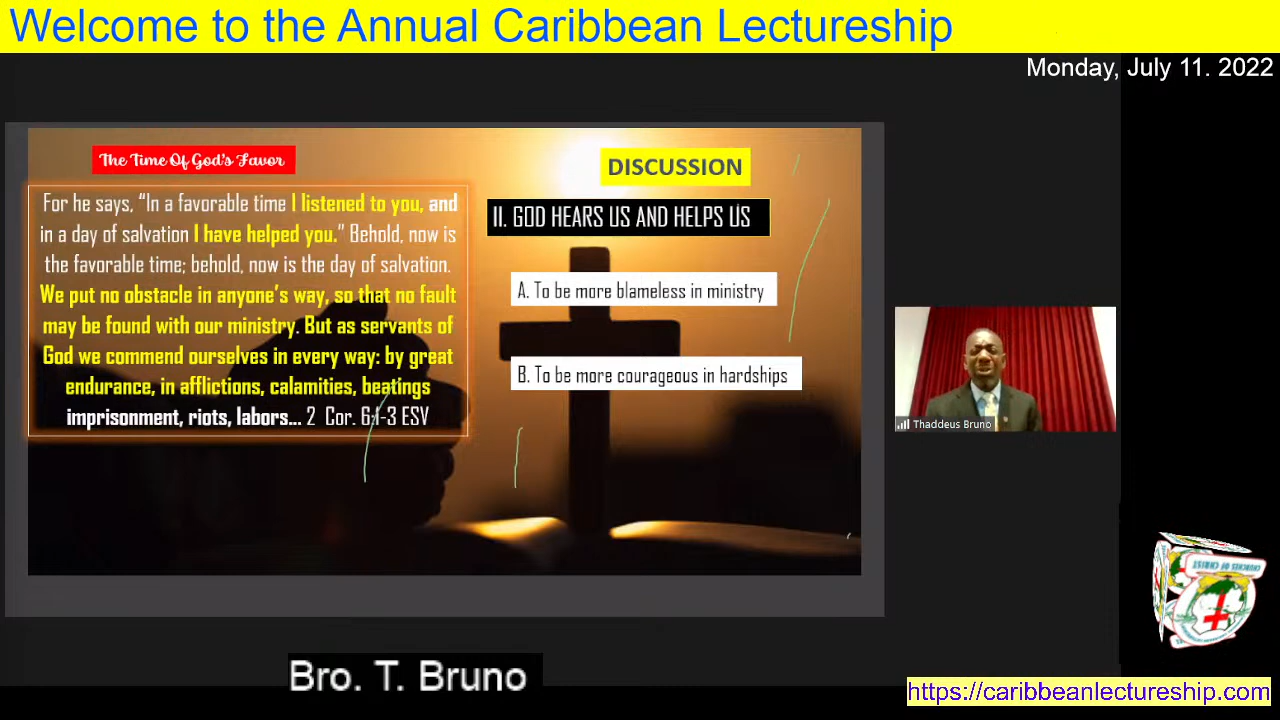 Welcome to the Annual Caribbean Lectureship
Monday, July 11. 2022
The Time Of God's Favor
For he says, “In a favorable time I listened to you, and
in a day of salvation I have helped you.” Behold, now is
the favorable time; behold, now is the day of salvation.
We put no obstacle in anyone’s way, so that no fault
may be found with our ministry. But as servants of
God we commend ourselves in every way: by great
endurance, in afflictions, calamities, beatings
imprisonment, riots, labors... 2 Cor. 6:1-3 ESV
DISCUSSION
II. GOD HEARS US AND HELPS US
A. To be more blameless in ministry
B. To be more courageous in hardships
Thaddeus Bruno
CHURCHES OF CHRIST
Bro. T. Bruno
https://caribbeanlectureship.com